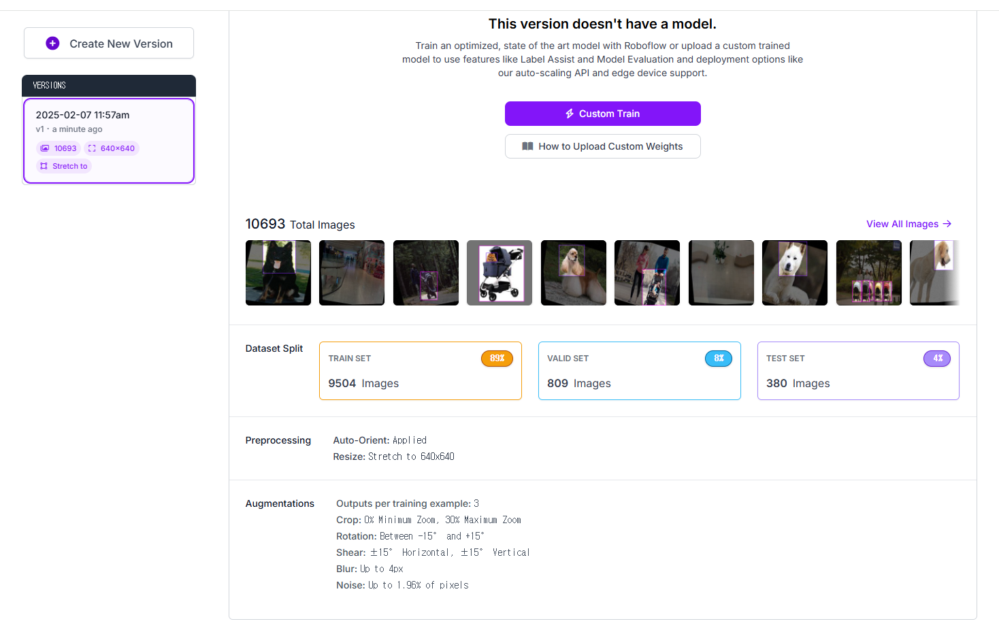 Create New Version
VERSIONS
2025-02-07 11:57am
v1 · a minute ago
10693 640×640
Stretch to
This version doesn't have a model.
Train an optimized, state of the art model with Roboflow or upload a custom trained
model to use features like Label Assist and Model Evaluation and deployment options like
our auto-scaling API and edge device support.
Custom Train
How to Upload Custom Weights
10693 Total Images
View All Images →
Dataset Split
TRAIN SET 89%
9504 Images
VALID SET 8%
809 Images
TEST SET 4%
380 Images
Preprocessing
Auto-Orient: Applied
Resize: Stretch to 640x640
Augmentations
Outputs per training example: 3
Crop: 0% Minimum Zoom, 30% Maximum Zoom
Rotation: Between -15° and +15°
Shear: ±15° Horizontal, ±15° Vertical
Blur: Up to 4px
Noise: Up to 1.96% of pixels